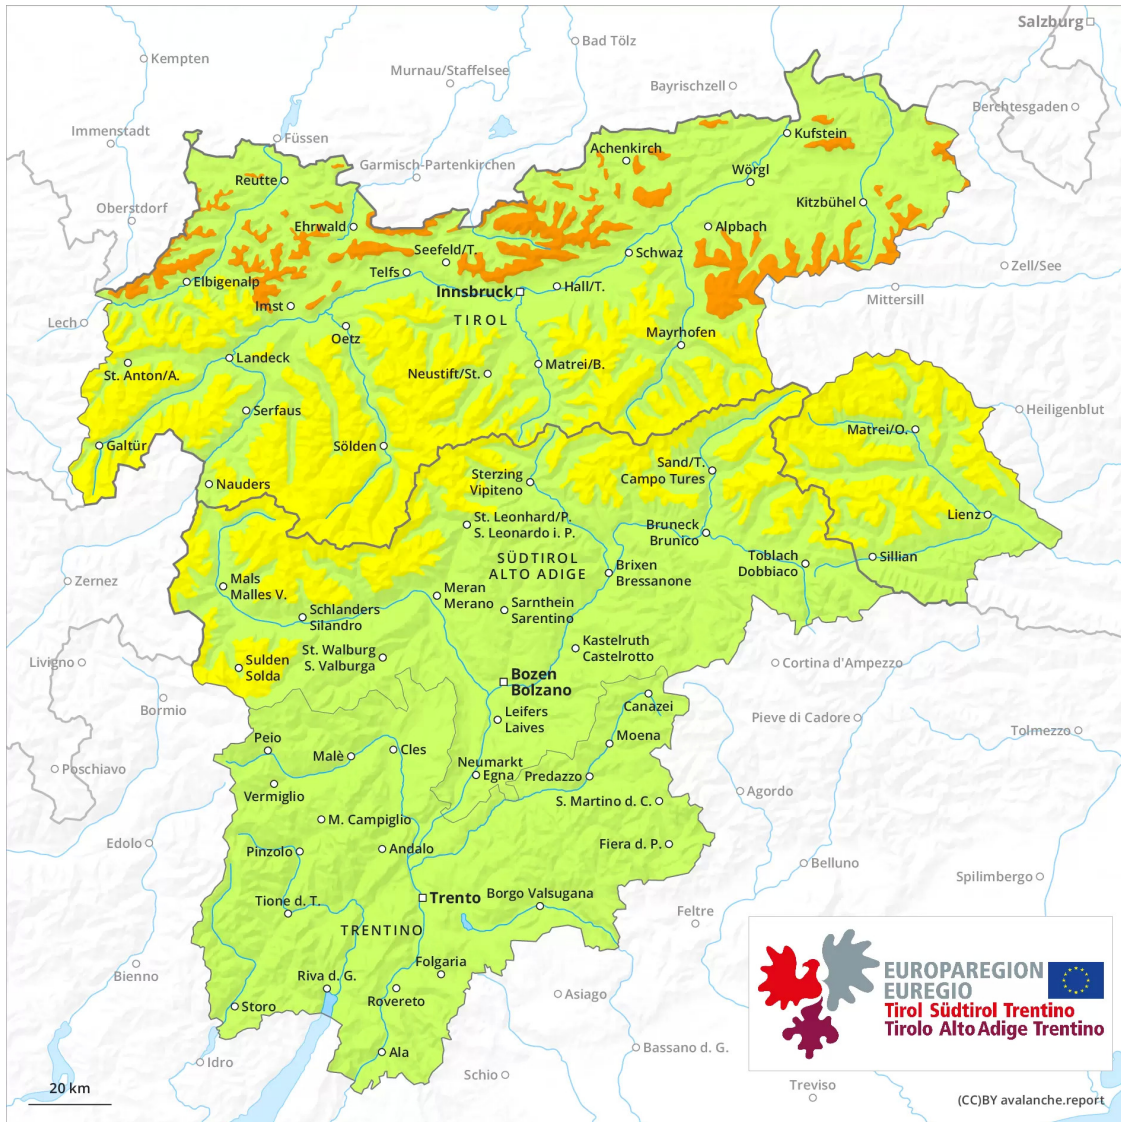 Salzburg
Bad Tölz
Kempten
Murnau/Staffelsee
Bayrischzell
Berchtesgaden
Immenstadt
Füssen
Kufstein
Achenkirch
Garmisch-Partenkirchen
Wörgl
Reutte
Kitzbühel
Oberstdorf
Ehrwald
Alpbach
Seefeld/T.
Schwaz
Zell/See
Telfs
Elbigenalp
Hall/T.
Innsbruck
Mittersill
Imst
Lech
TIROL
Oetz
Mayrhofen
Landeck
Matrei/B.
St. Anton/A.
Neustift/St.
Serfaus
Heiligenblut
Matrei/O.
Galtür
Sölden
Sand/T.
Campo Tures
Sterzing
Vipiteno
Nauders
St. Leonhard/P.
S. Leonardo i. P.
Lienz
Bruneck
Brunico
SÜDTIROL
ALTO ADIGE
Toblach
Dobbiaco
Sillian
Brixen
Bressanone
Zernez
Mals
Malles V.
Meran
Merano
Sarnthein
Sarentino
Schlanders
Silandro
Kastelruth
Castelrotto
St. Walburg
S. Valburga
Livigno
Sulden
Solda
Cortina d'Ampezzo
Bozen
Bolzano
Canazei
Bormio
Leifers
Laives
Pieve di Cadore
Tolmezzo
Peio
Moena
Malè
Cles
Neumarkt
Egna
Poschiavo
Predazzo
Vermiglio
Agordo
S. Martino d. C.
M. Campiglio
Edolo
Fiera d. P.
Pinzolo
Andalo
Belluno
Spilimbergo
Borgo Valsugana
Trento
Tione d. T.
Feltre
TRENTINO
Folgaria
Bienno
Riva d. G.
EUROPAREGION
EUREGIO
Tirol Südtirol Trentino
Tirolo Alto Adige Trentino
Asiago
Rovereto
Storo
Bassano d. G.
Ala
Idro
Schio
Treviso
20 km
(CC)BY avalanche.report